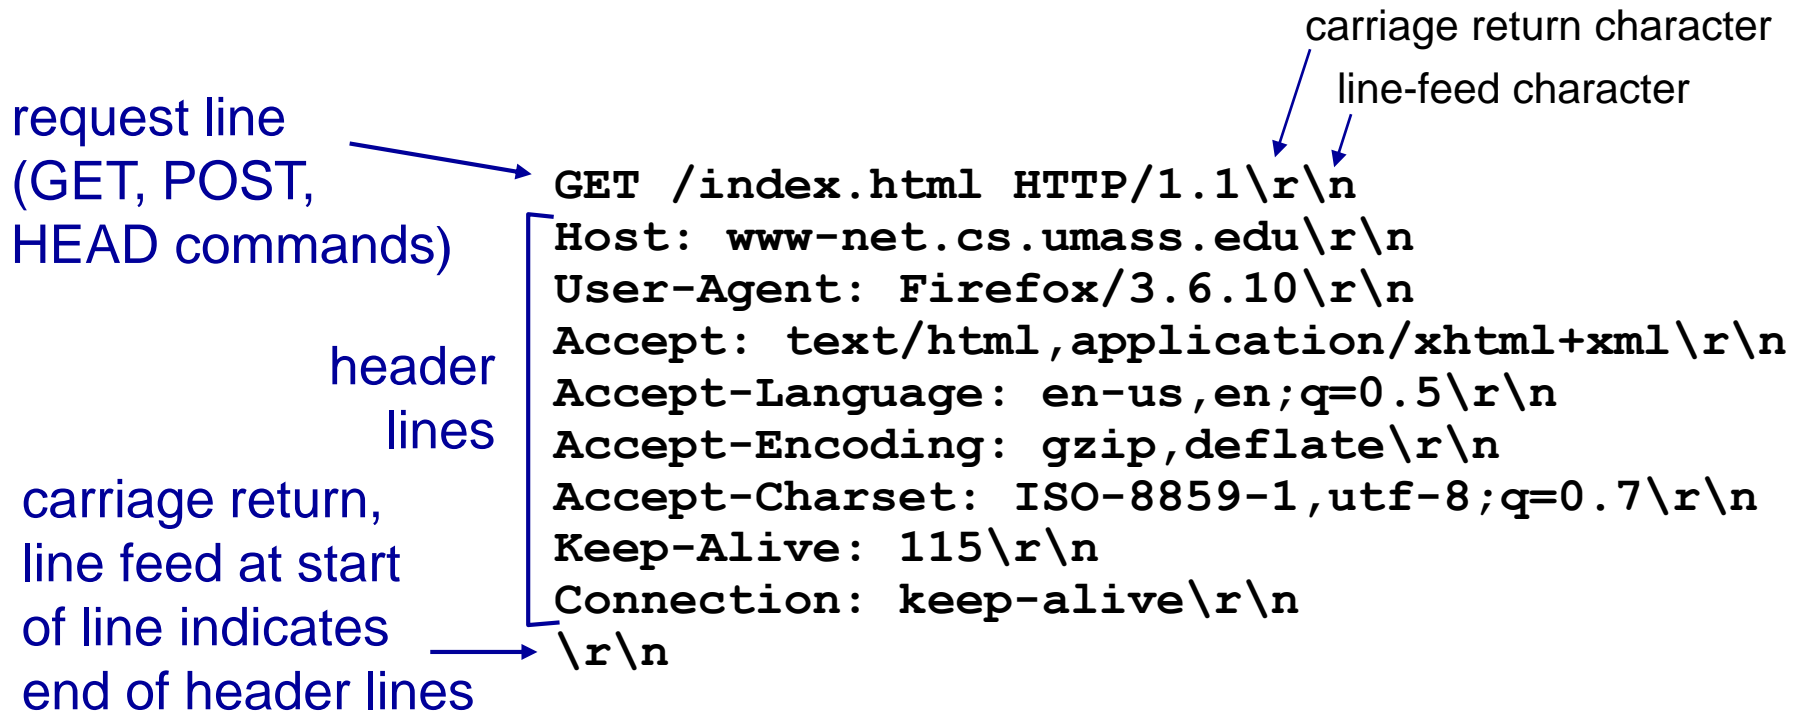 carriage return character
line-feed character
request line
(GET, POST,
HEAD commands)
GET /index.html HTTP/1.1\r\n
Host: www-net.cs.umass.edu\r\n
User-Agent: Firefox/3.6.10\r\n
Accept: text/html,application/xhtml+xml\r\n
Accept-Language: en-us,en;q=0.5\r\n
Accept-Encoding: gzip,deflate\r\n
Accept-Charset: ISO-8859-1,utf-8;q=0.7\r\n
Keep-Alive: 115\r\n
Connection: keep-alive\r\n
\r\n
header
lines
carriage return,
line feed at start
of line indicates
end of header lines